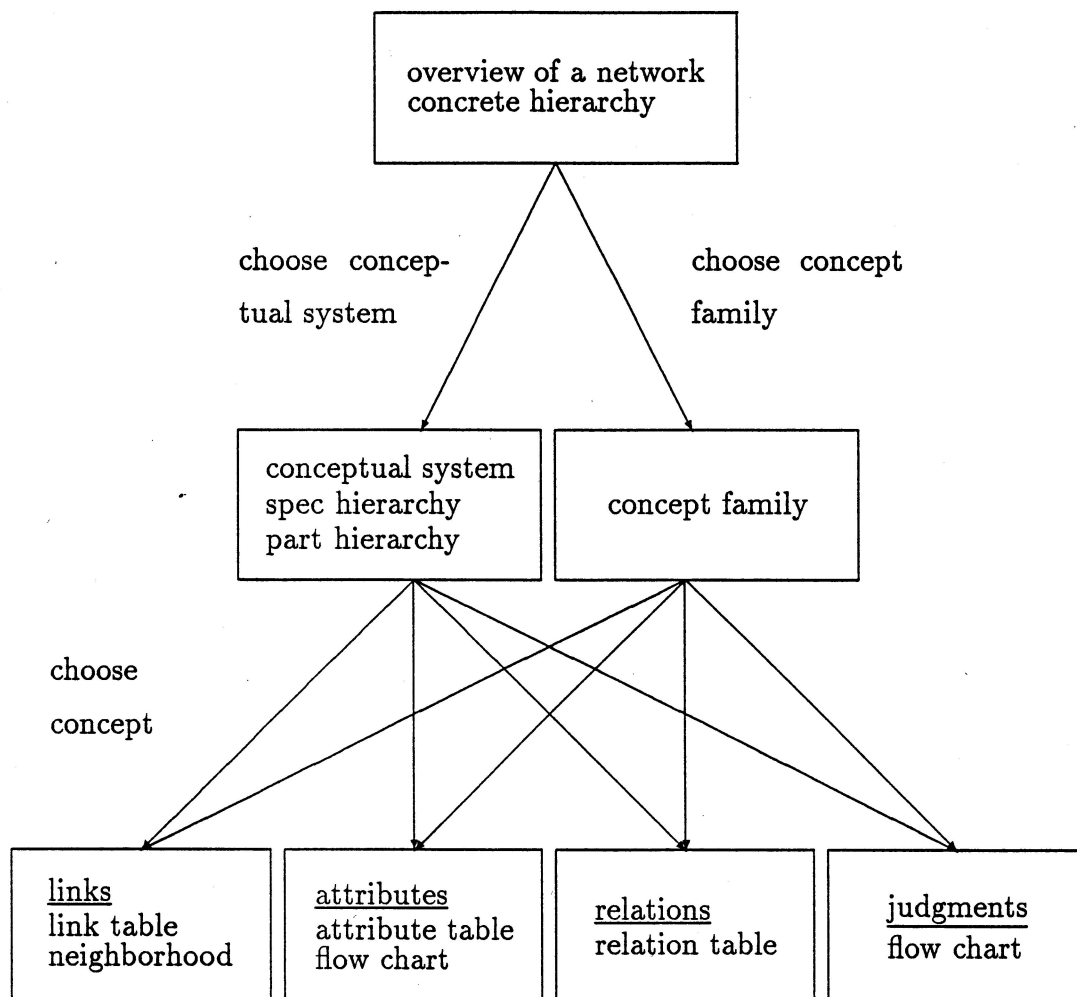 overview of a network
concrete hierarchy
choose concep-
tual system
choose concept
family
conceptual system
spec hierarchy
part hierarchy
concept family
choose
concept
links
link table
neighborhood
attributes
attribute table
flow chart
relations
relation table
judgments
flow chart